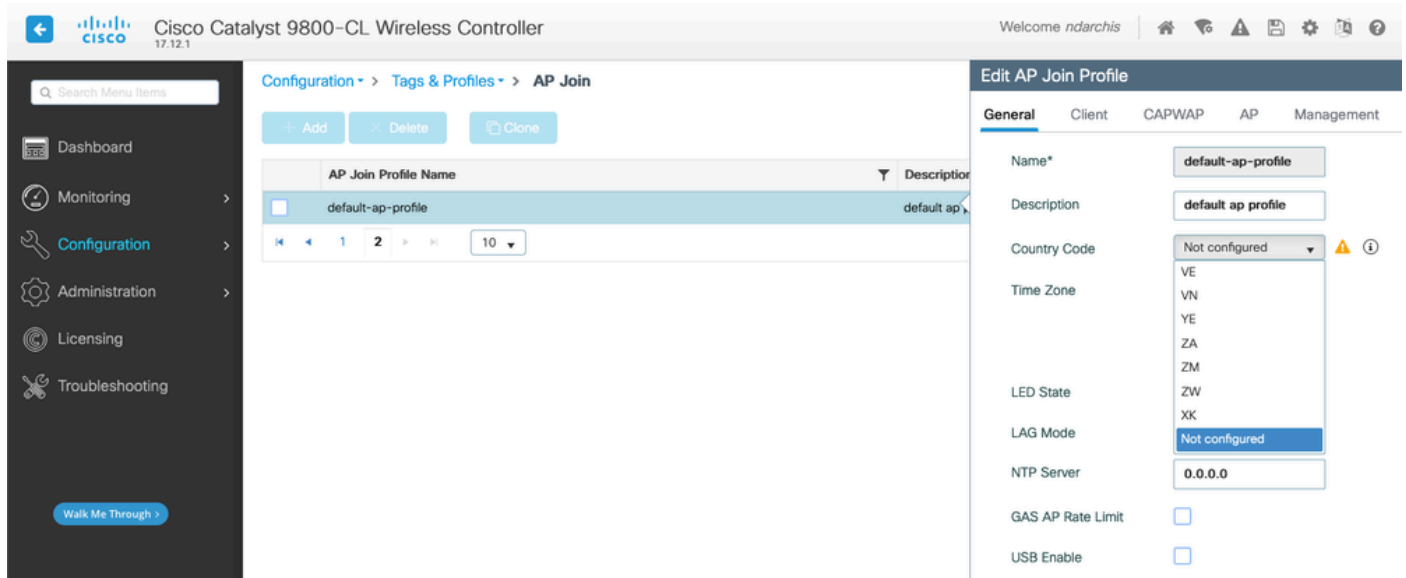 CISCO
Cisco Catalyst 9800-CL Wireless Controller
17.12.1
Welcome ndarchis
Search Menu Items
Dashboard
Monitoring
Configuration
Administration
Licensing
Troubleshooting
Walk Me Through >
Configuration > Tags & Profiles > AP Join
+ Add
× Delete
Clone
AP Join Profile Name
Description
default-ap-profile
default ap
1 2 10
Edit AP Join Profile
General Client CAPWAP AP Management
Name* default-ap-profile
Description default ap profile
Country Code Not configured
VE
Time Zone
VN
YE
ZA
ZM
LED State
ZW
XK
LAG Mode
Not configured
NTP Server 0.0.0.0
GAS AP Rate Limit
USB Enable